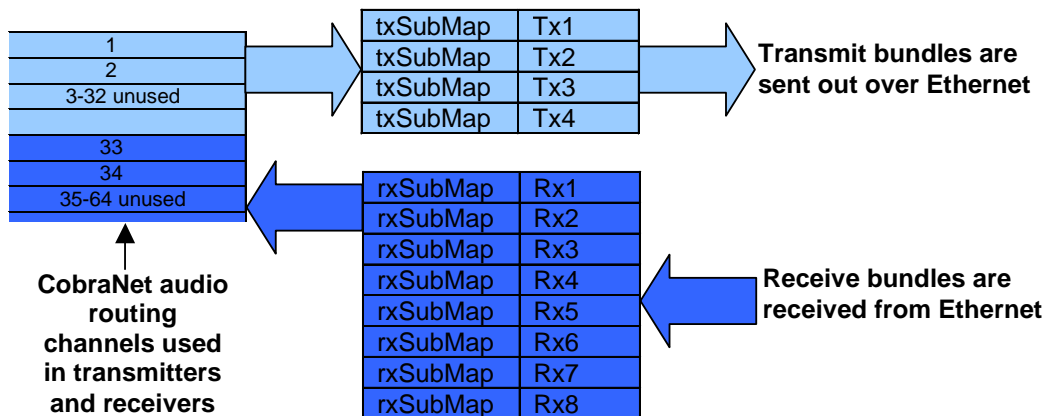 1
2
3-32 unused
33
34
35-64 unused
CobraNet audio
routing
channels used
in transmitters
and receivers
txSubMap Tx1
txSubMap Tx2
txSubMap Tx3
txSubMap Tx4
Transmit bundles are
sent out over Ethernet
rxSubMap Rx1
rxSubMap Rx2
rxSubMap Rx3
rxSubMap Rx4
rxSubMap Rx5
rxSubMap Rx6
rxSubMap Rx7
rxSubMap Rx8
Receive bundles are
received from Ethernet